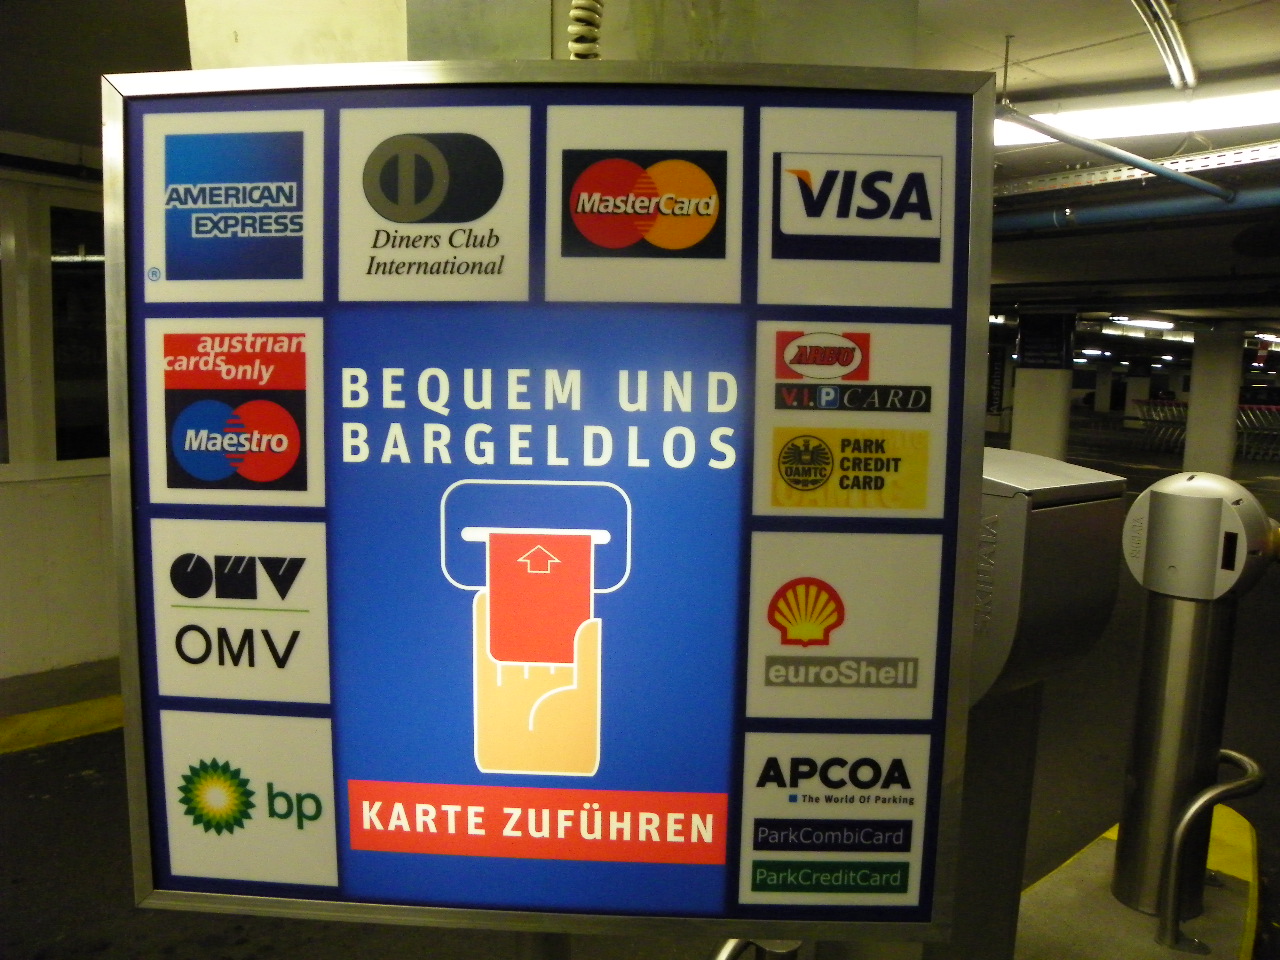 AMERICAN
EXPRESS
®
Diners Club
International
MasterCard
VISA
austrian
cards
only
Maestro
BEQUEM UND
BARGELDLOS
ARBÖ
V.I.P CARD
ÖAMTC
PARK
CREDIT
CARD
OMV
OMV
euroShell
bp
KARTE ZUFÜHREN
APCOA
The World Of Parking
ParkCombiCard
ParkCreditCard